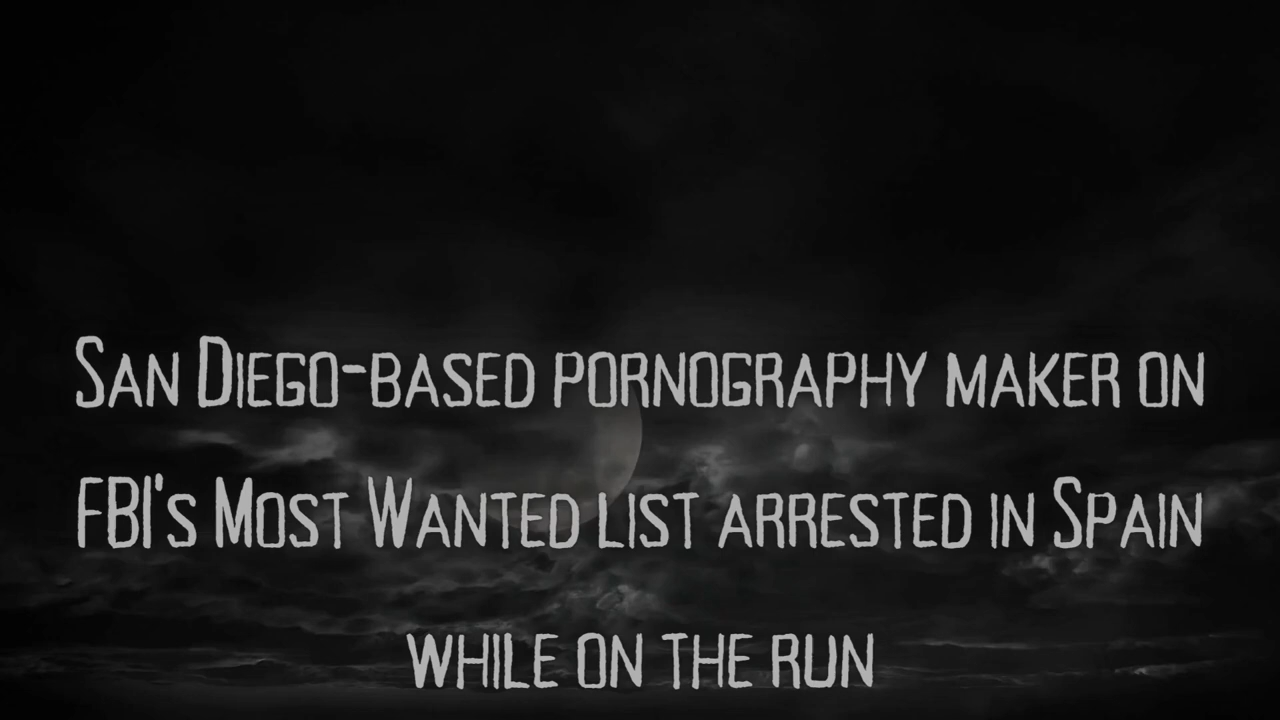 San Diego-based pornography maker on
FBI's Most Wanted list arrested in Spain
while on the run